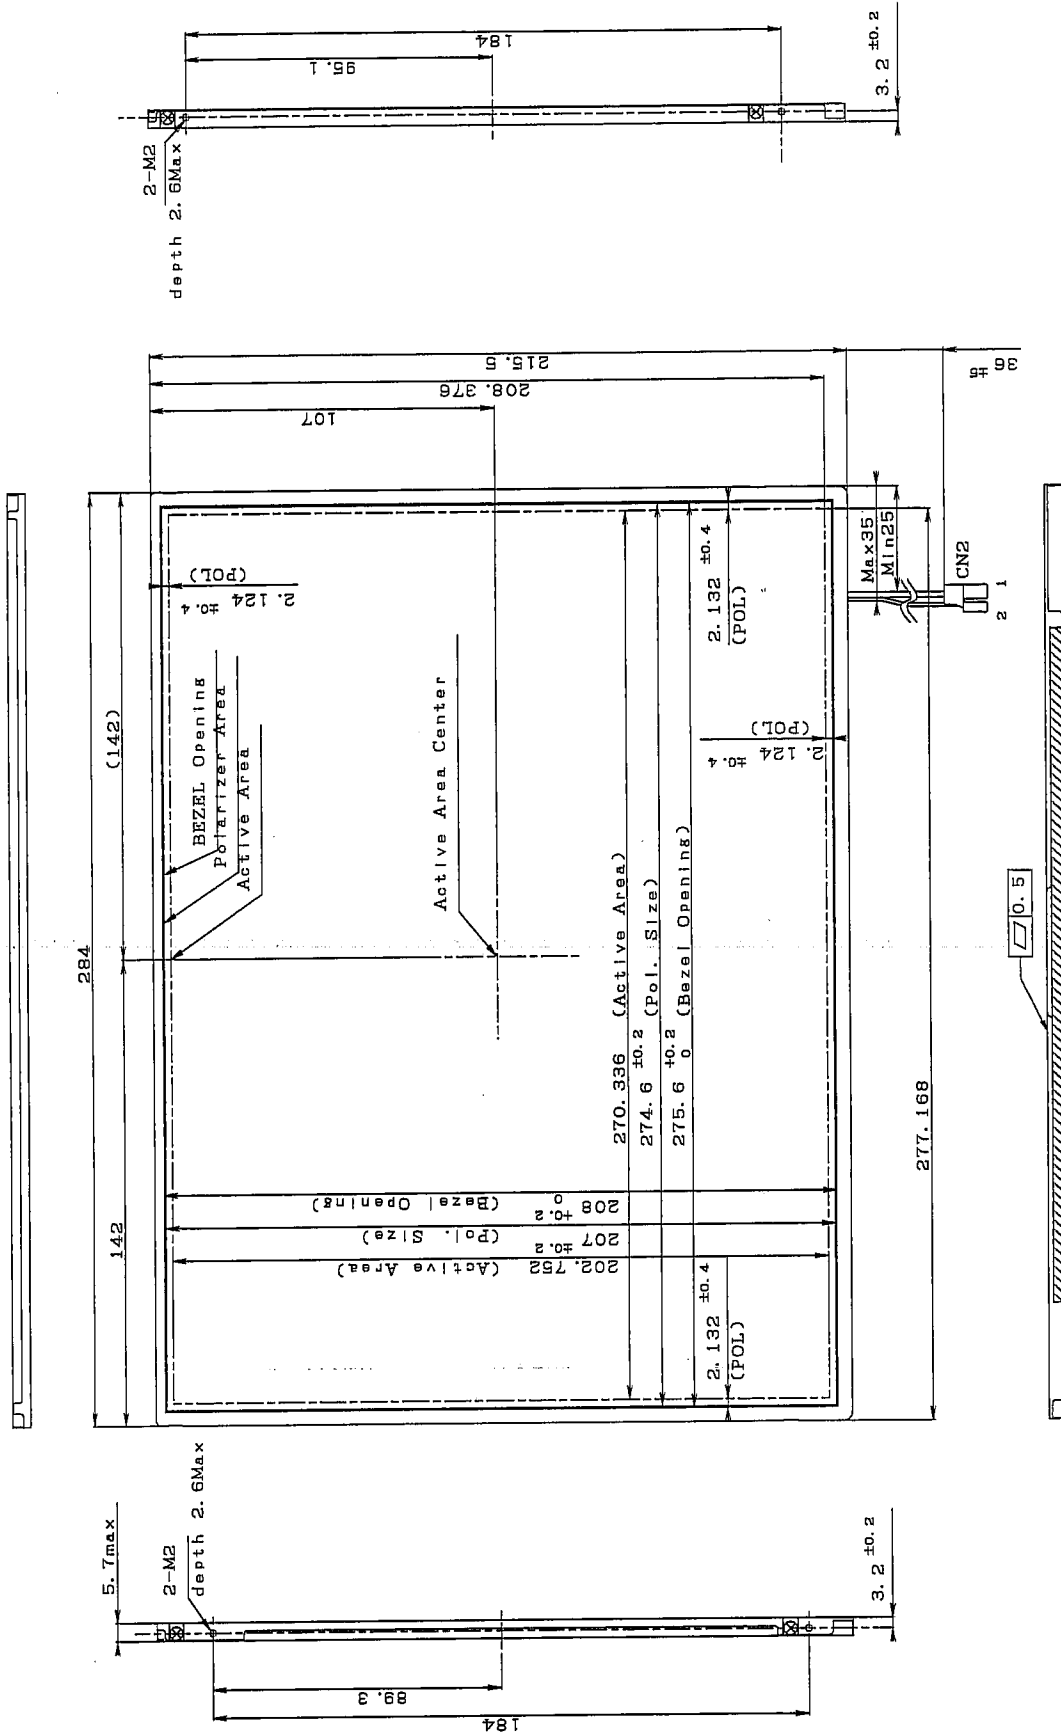 184
95.1
2-M2
depth 2.6Max
3.2 ±0.2
215.5
208.376
107
36 ±5
284
142
(142)
2.124 ±0.4
(POL)
BEZEL Opening
Polarizer Area
Active Area
Active Area Center
2.132 ±0.4
(POL)
Max35
Min25
CN2
1
2
2.124 ±0.4
(POL)
270.336 (Active Area)
274.6 ±0.2 (Pol. Size)
275.6 ±0.2 0 (Bezel Opening)
208 +0.2 0 (Bezel Opening)
207 ±0.2 (Pol. Size)
202.752 (Active Area)
2.132 ±0.4
(POL)
277.168
0.5
5.7max
2-M2
depth 2.6Max
3.2 ±0.2
89.3
184